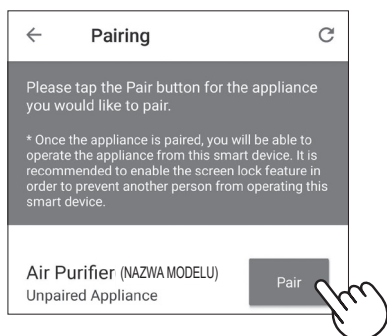 Pairing
Please tap the Pair button for the appliance
you would like to pair.
* Once the appliance is paired, you will be able to
operate the appliance from this smart device. It is
recommended to enable the screen lock feature in
order to prevent another person from operating this
smart device.
Air Purifier (NAZWA MODELU)
Unpaired Appliance
Pair